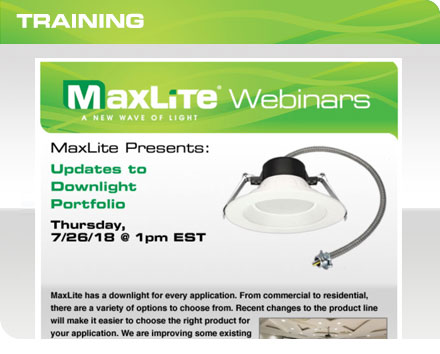 TRAINING
MaxLite® Webinars
A NEW WAVE OF LIGHT
MaxLite Presents:
Updates to
Downlight
Portfolio
Thursday,
7/26/18 @ 1pm EST
MaxLite has a downlight for every application. From commercial to residential,
there are a variety of options to choose from. Recent changes to the product line
will make it easier to choose the right product for
your application. We are improving some existing